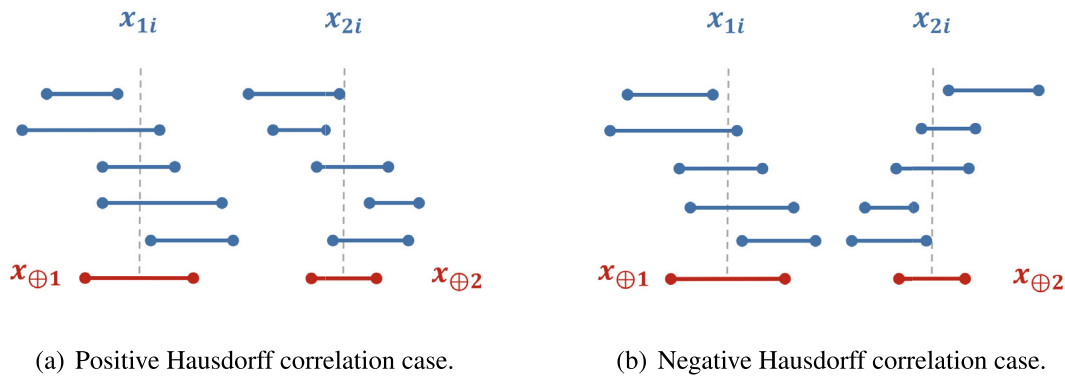 x₁ᵢ x₂ᵢ x₁ᵢ x₂ᵢ
x⊕1 x⊕2 x⊕1 x⊕2
(a) Positive Hausdorff correlation case. (b) Negative Hausdorff correlation case.